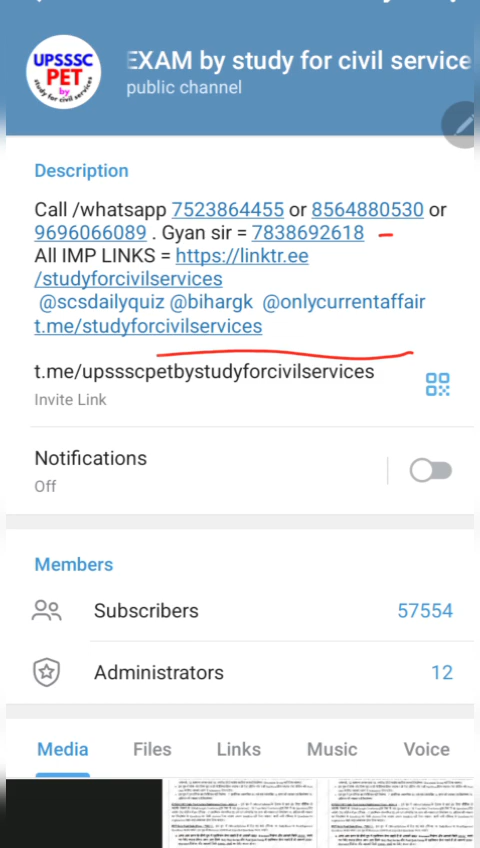 UPSSSC
PET
by
study for civil services
EXAM by study for civil service
public channel
Description
Call /whatsapp 7523864455 or 8564880530 or
9696066089 . Gyan sir = 7838692618
All IMP LINKS = https://linktr.ee
/studyforcivilservices
@scsdailyquiz @bihargk @onlycurrentaffair
t.me/studyforcivilservices
t.me/upssscpetbystudyforcivilservices
Invite Link
Notifications
Off
Members
Subscribers 57554
Administrators 12
Media Files Links Music Voice